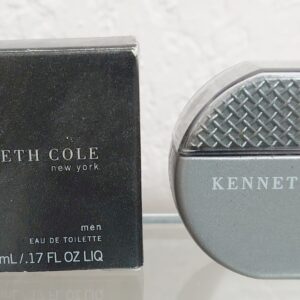 ETH COLE
new york
men
EAU DE TOILETTE
mL/.17 FL OZ LIQ
KENNET